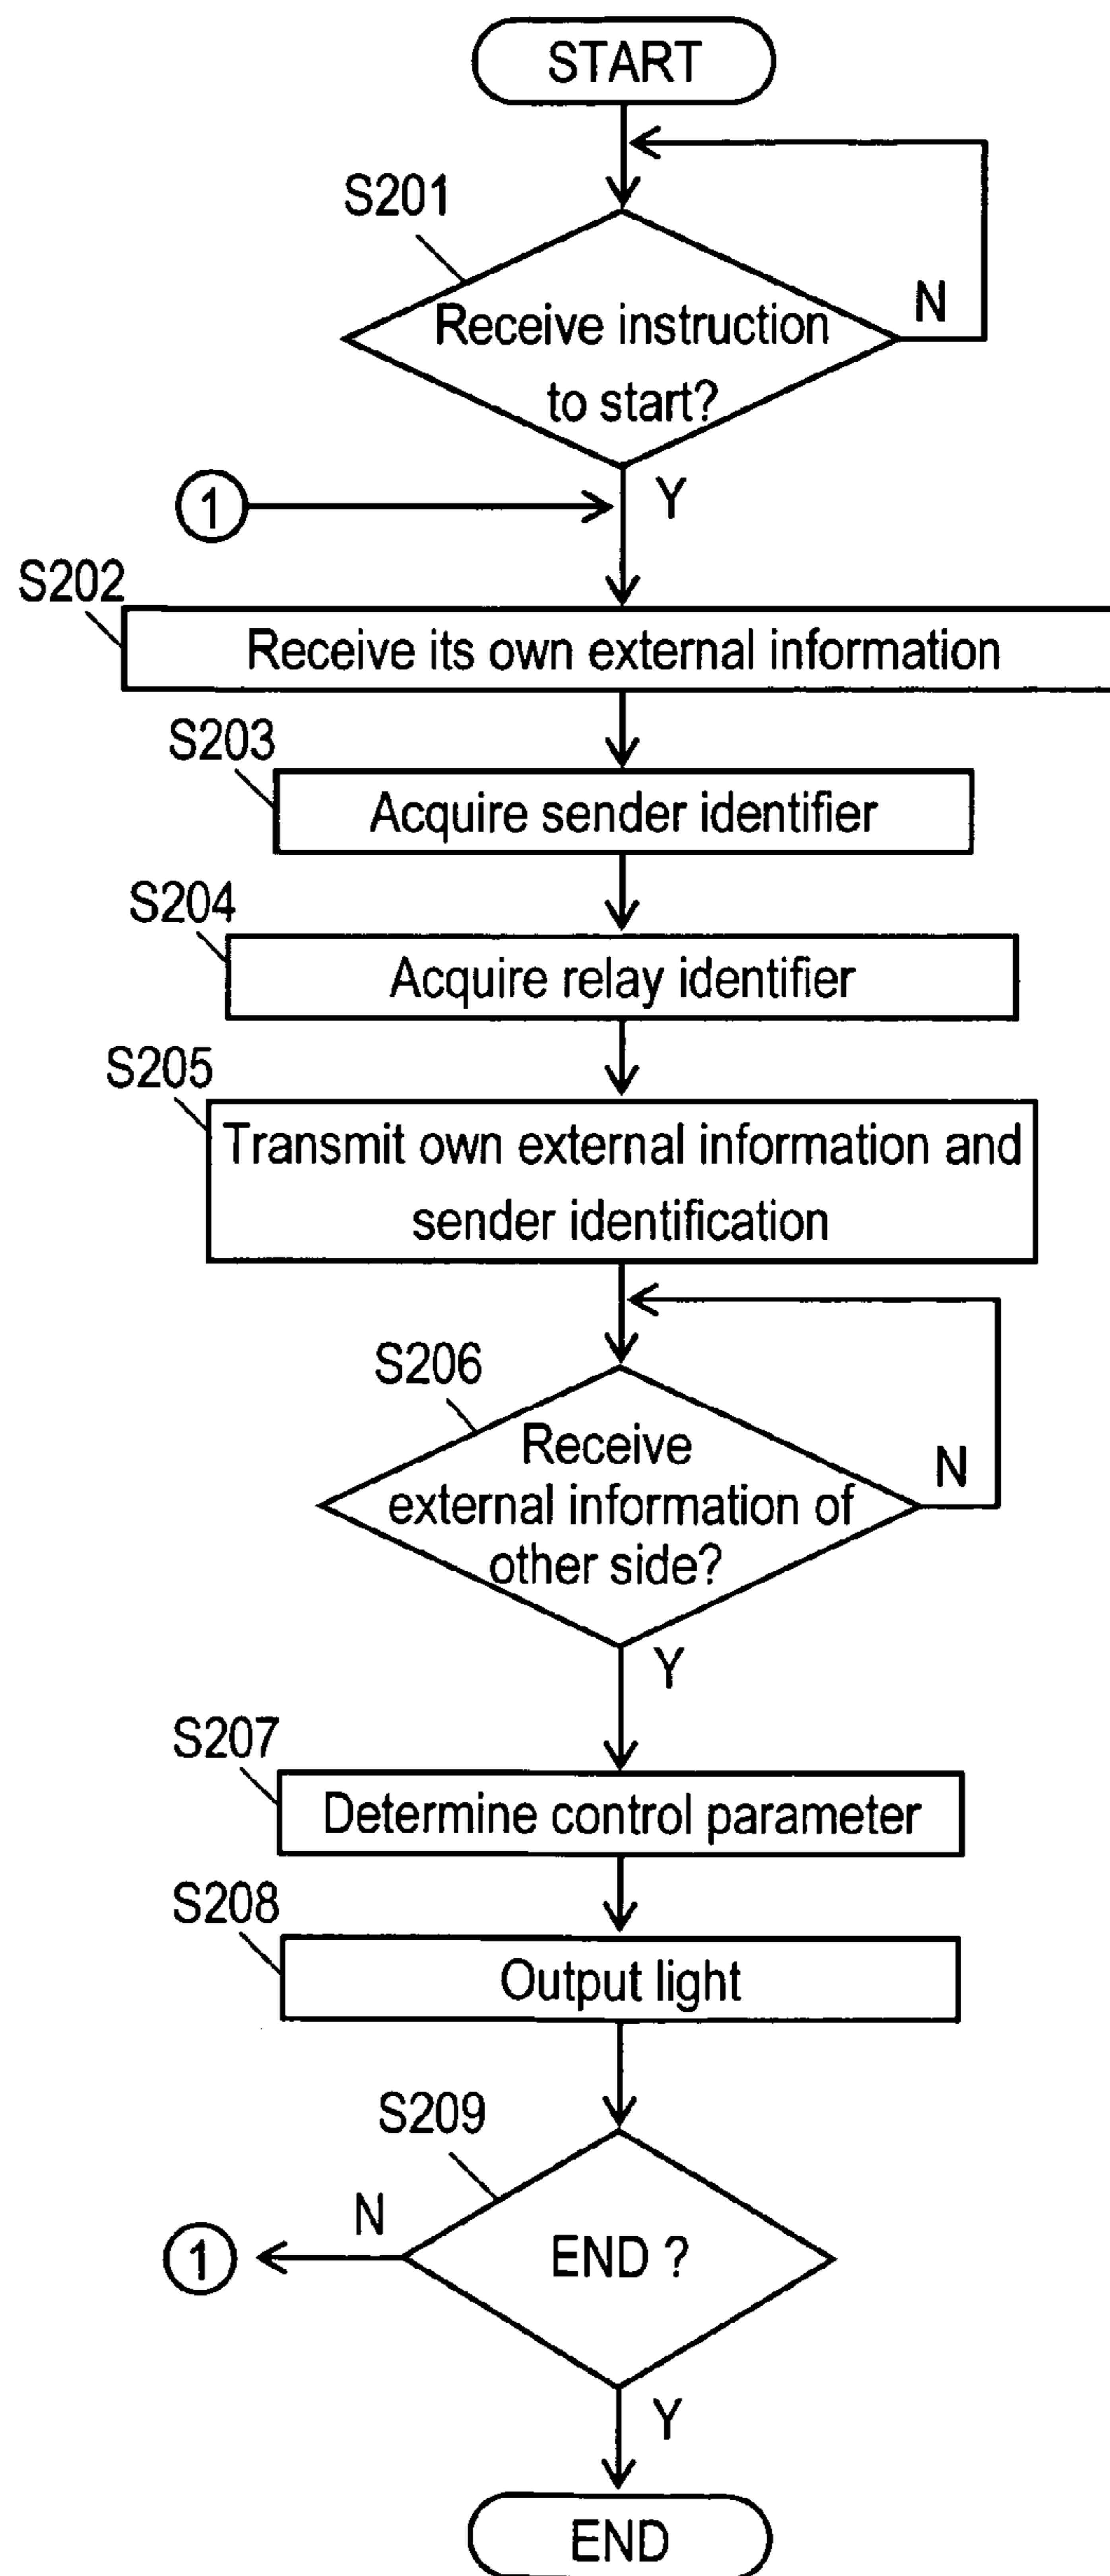 START
S201
Receive instruction
to start?
N
Y
1
S202
Receive its own external information
S203
Acquire sender identifier
S204
Acquire relay identifier
S205
Transmit own external information and
sender identification
S206
Receive
external information of
other side?
N
Y
S207
Determine control parameter
S208
Output light
S209
END ?
N
1
Y
END